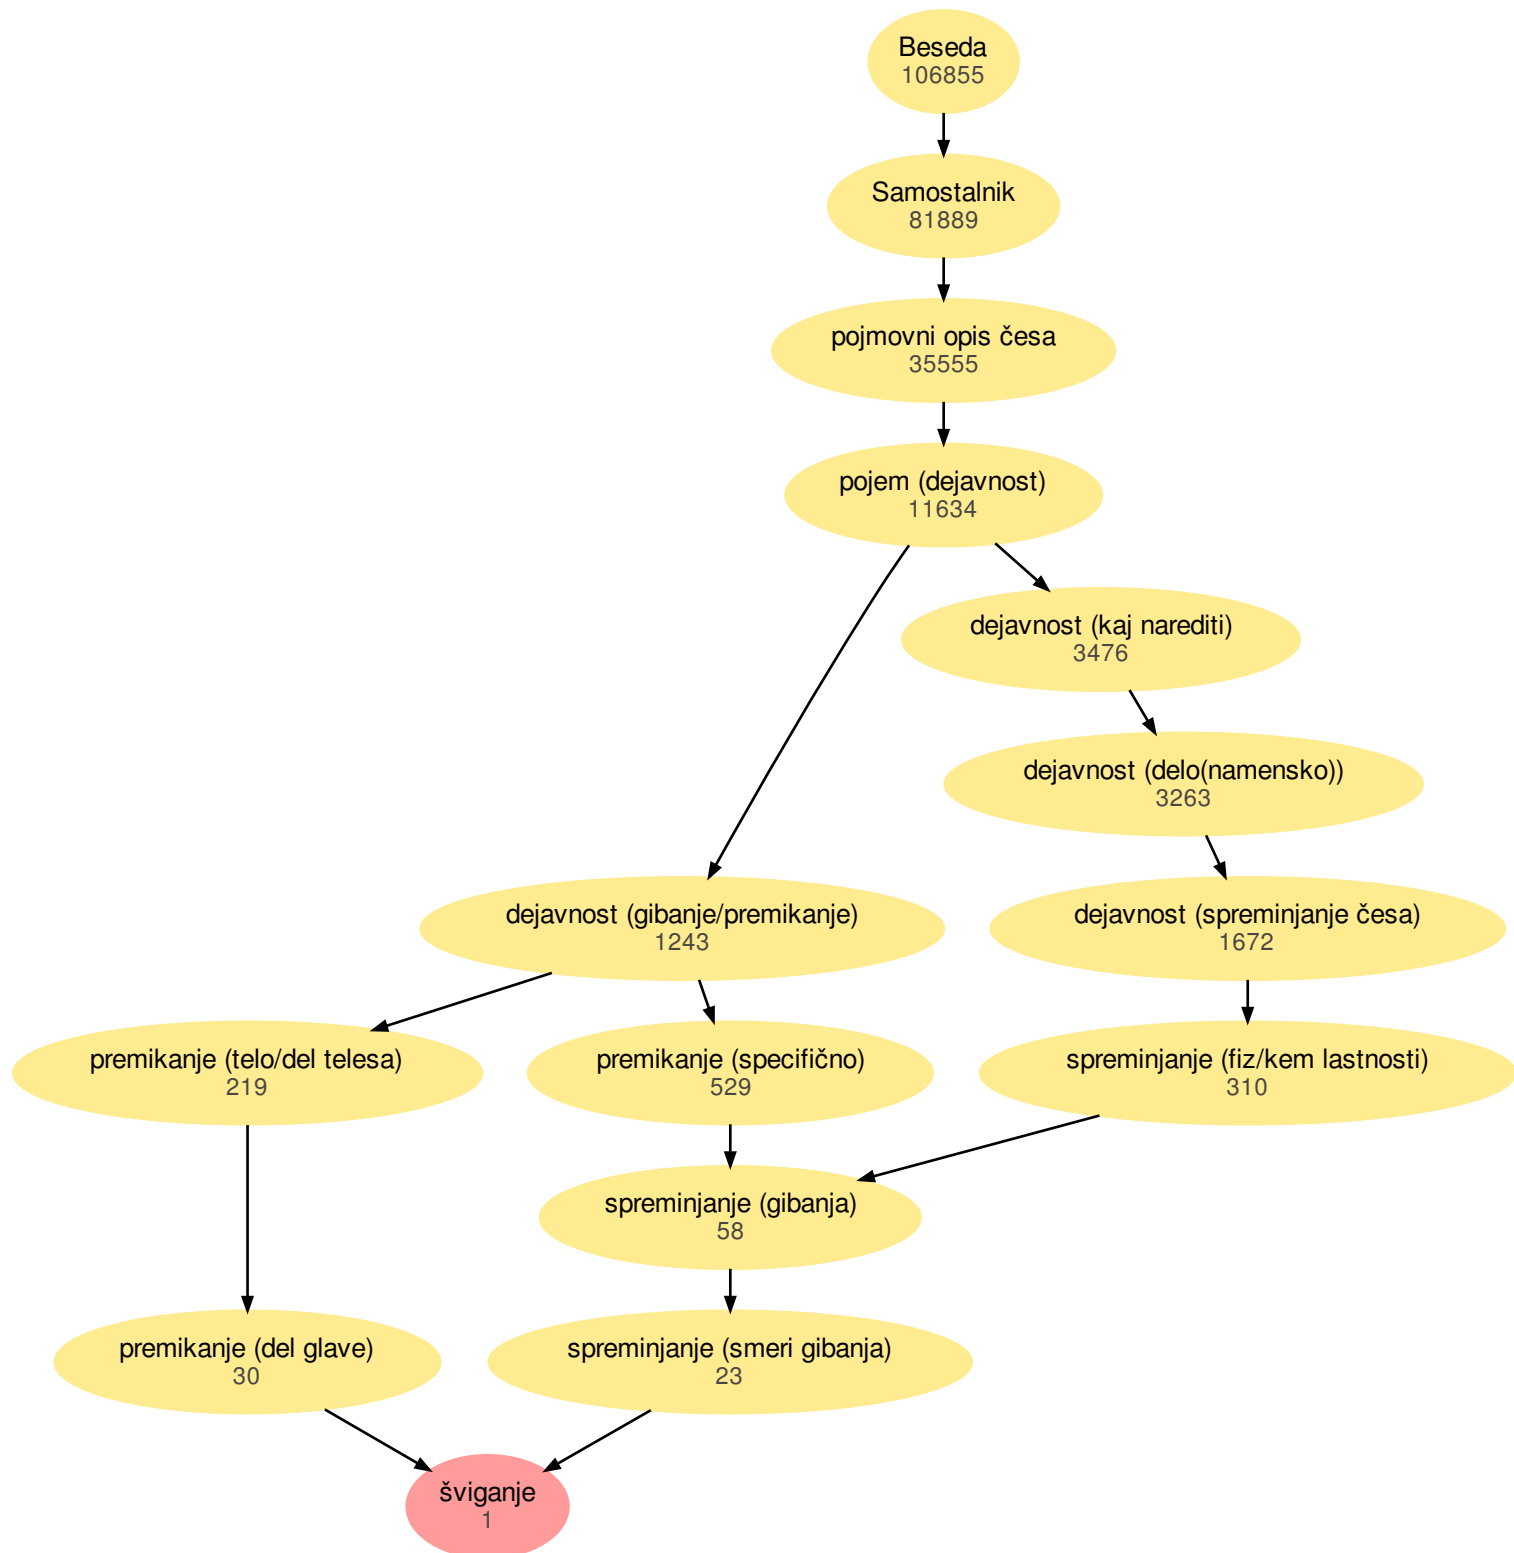 Beseda
106855
Samostalnik
81889
pojmovni opis česa
35555
pojem (dejavnost)
11634
dejavnost (kaj narediti)
3476
dejavnost (delo(namensko))
3263
dejavnost (gibanje/premikanje)
1243
dejavnost (spreminjanje česa)
1672
premikanje (telo/del telesa)
219
premikanje (specifično)
529
spreminjanje (fiz/kem lastnosti)
310
spreminjanje (gibanja)
58
premikanje (del glave)
30
spreminjanje (smeri gibanja)
23
šviganje
1